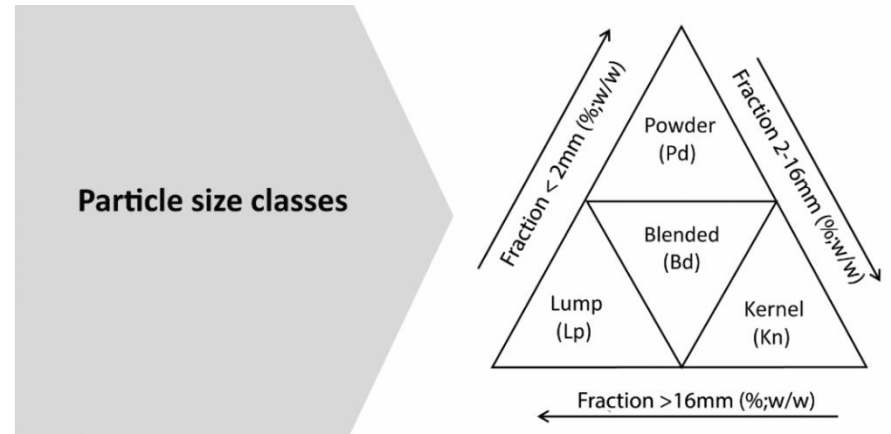 Particle size classes
Fraction < 2mm (%;w/w)
Fraction 2-16mm (%;w/w)
Powder
(Pd)
Blended
(Bd)
Lump
(Lp)
Kernel
(Kn)
Fraction >16mm (%;w/w)